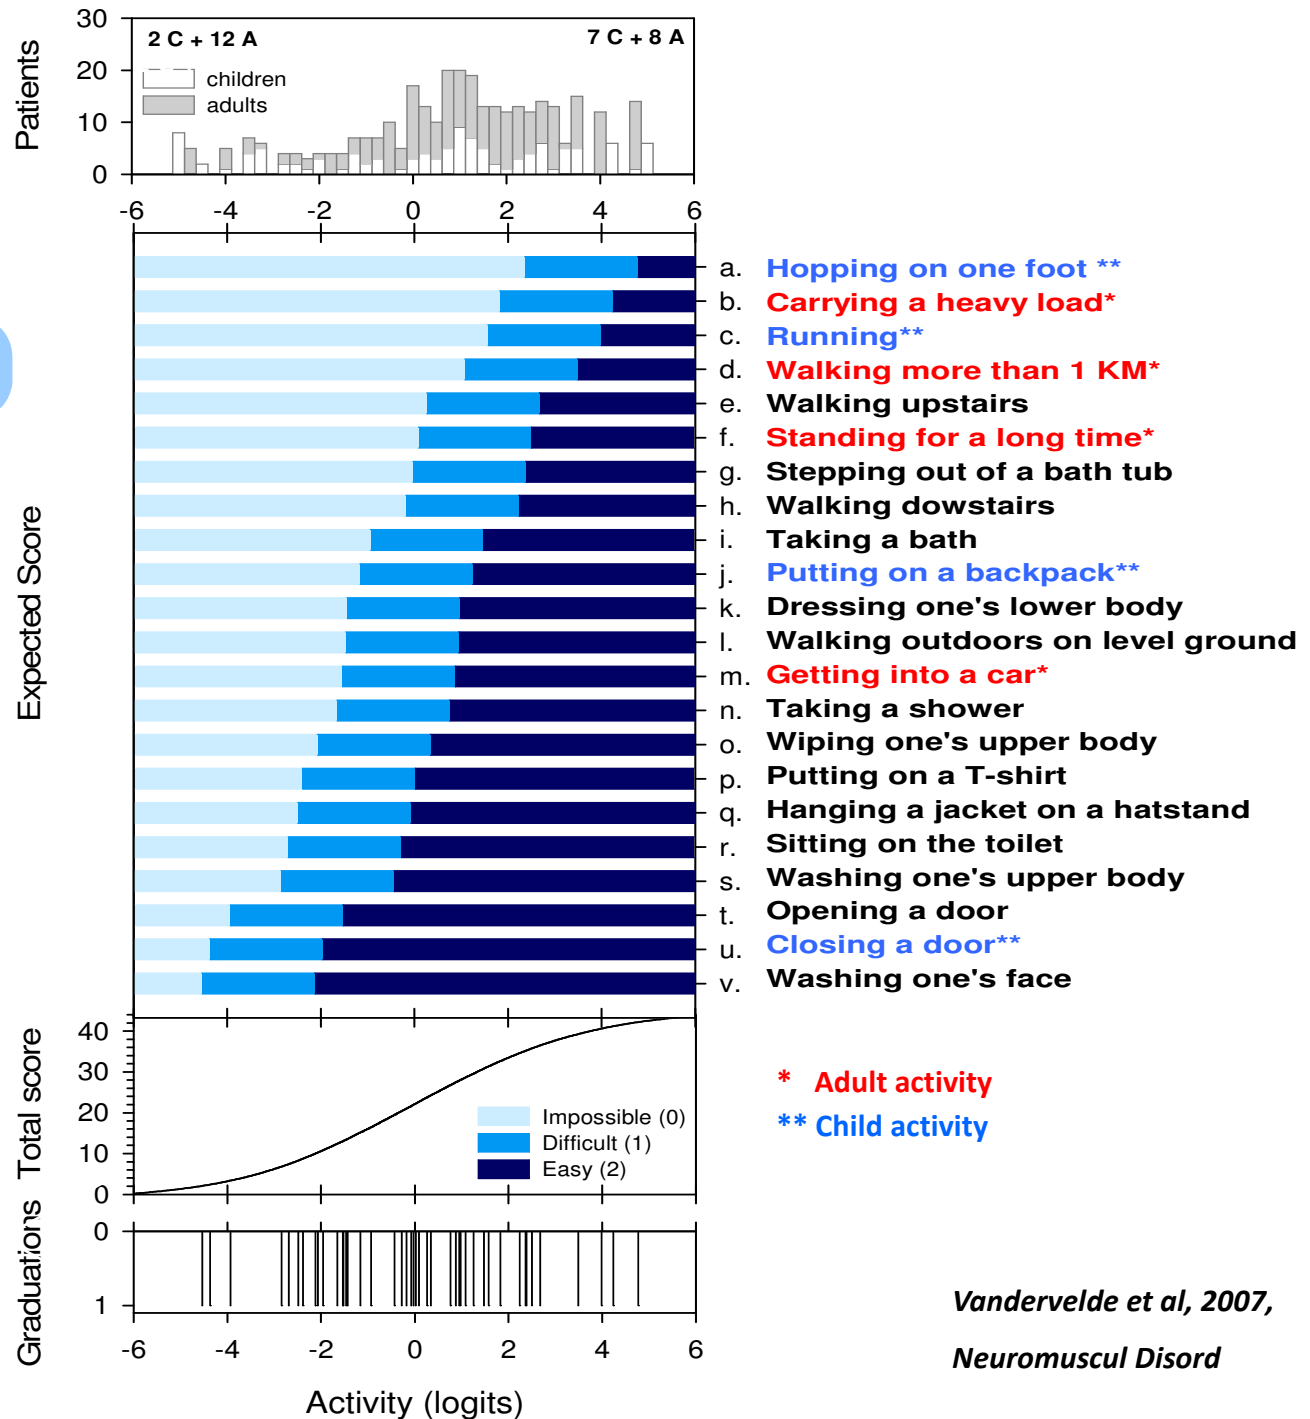 30
2 C + 12 A
7 C + 8 A
Patients
20
children
adults
10
0
-6 -4 -2 0 2 4 6
Expected Score
a. Hopping on one foot **
b. Carrying a heavy load*
c. Running**
d. Walking more than 1 KM*
e. Walking upstairs
f. Standing for a long time*
g. Stepping out of a bath tub
h. Walking dowstairs
i. Taking a bath
j. Putting on a backpack**
k. Dressing one's lower body
l. Walking outdoors on level ground
m. Getting into a car*
n. Taking a shower
o. Wiping one's upper body
p. Putting on a T-shirt
q. Hanging a jacket on a hatstand
r. Sitting on the toilet
s. Washing one's upper body
t. Opening a door
u. Closing a door**
v. Washing one's face
Total score
40
30
20
10
0
Impossible (0)
Difficult (1)
Easy (2)
* Adult activity
** Child activity
Graduations
0
1
-6 -4 -2 0 2 4 6
Activity (logits)
Vandervelde et al, 2007,
Neuromuscul Disord